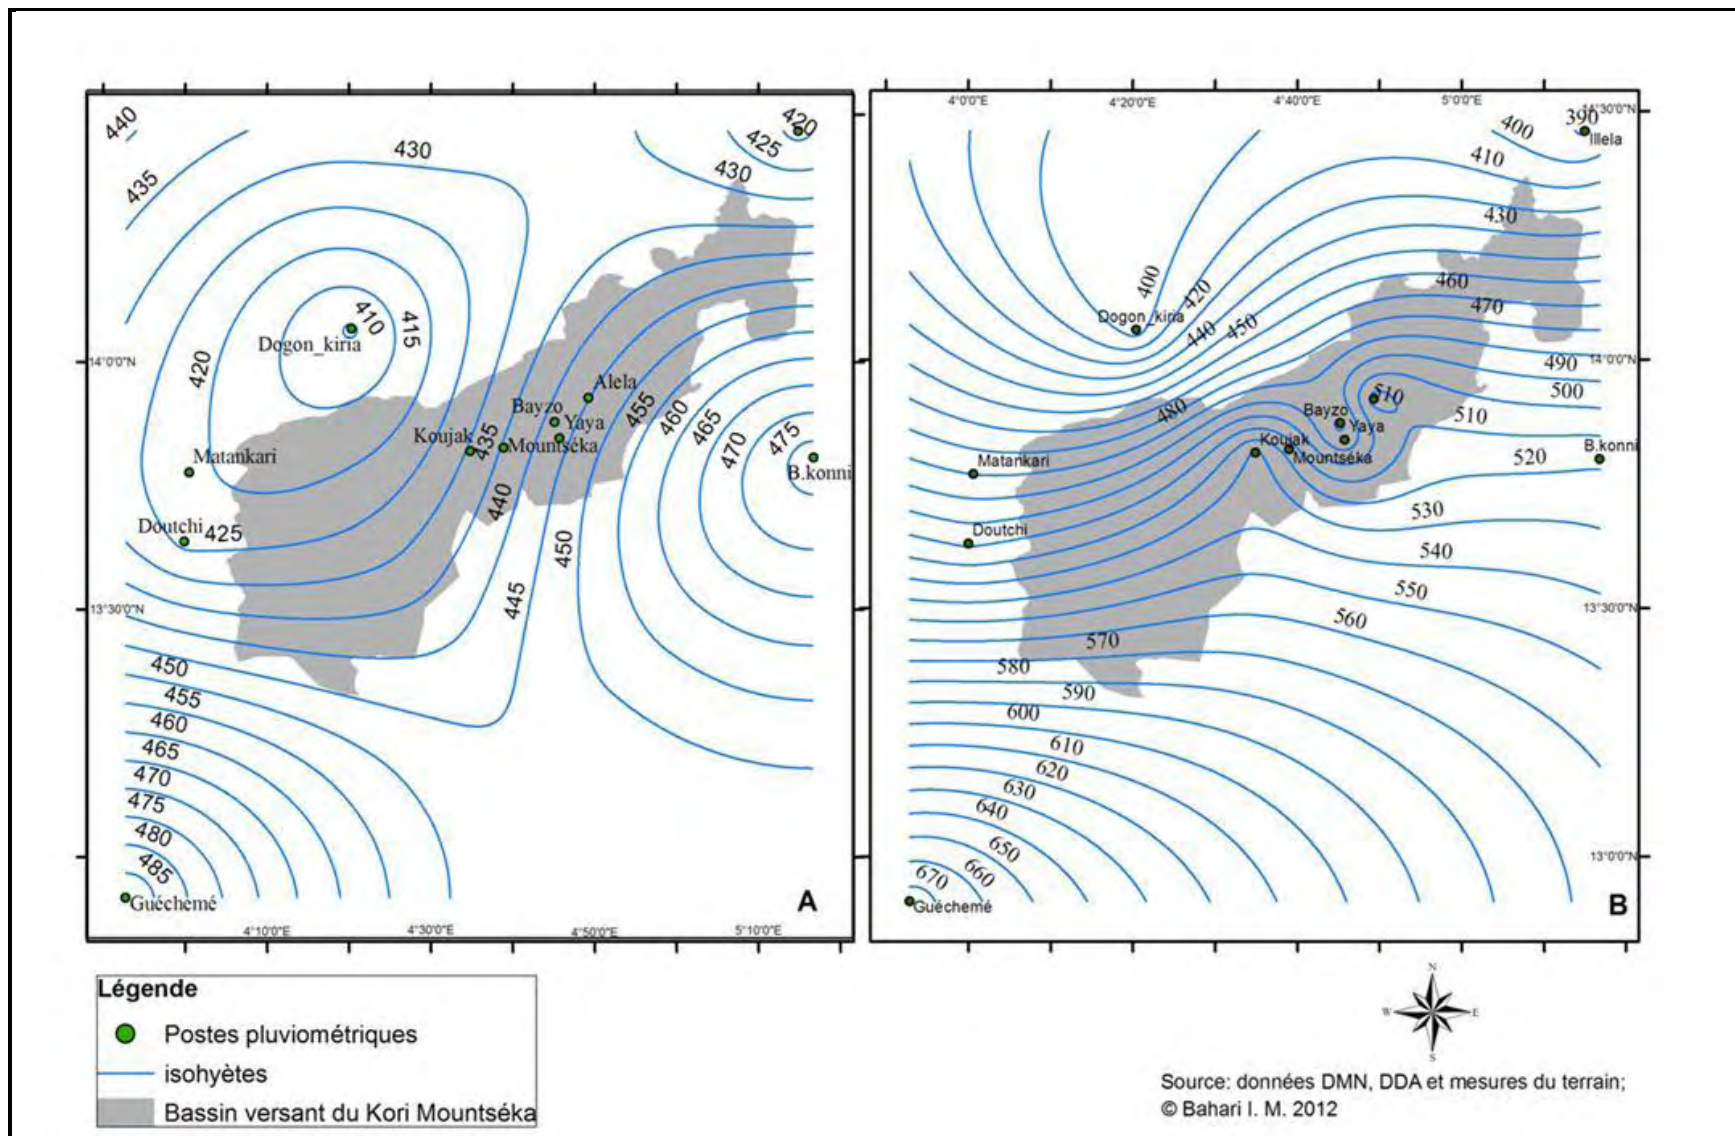 440
435
430
420
425
430
410
415
420
Dogon_kiria
14°0'0"N
Alela
Bayzo
Yaya
Koujak
435
Mountséka
455
460
465
470
475
B.konni
Matankari
440
Doutchi
425
450
445
13°30'0"N
450
455
460
465
470
475
480
485
Guéchemé
A
4°10'0"E
4°30'0"E
4°50'0"E
5°10'0"E
4°0'0"E
4°20'0"E
4°40'0"E
5°0'0"E
14°30'0"N
390
Illela
400
410
430
400
420
Dogon_kiria
440
450
460
470
14°0'0"N
490
500
510
510
480
Bayzo
Yaya
Koujak
Mountséka
B.konni
520
Matankari
530
Doutchi
540
550
13°30'0"N
560
570
580
590
600
610
620
630
640
650
660
670
13°0'0"N
Guéchemé
B
Légende
Postes pluviométriques
isohyètes
Bassin versant du Kori Mountséka
N
W
E
S
Source: données DMN, DDA et mesures du terrain;
© Bahari I. M. 2012